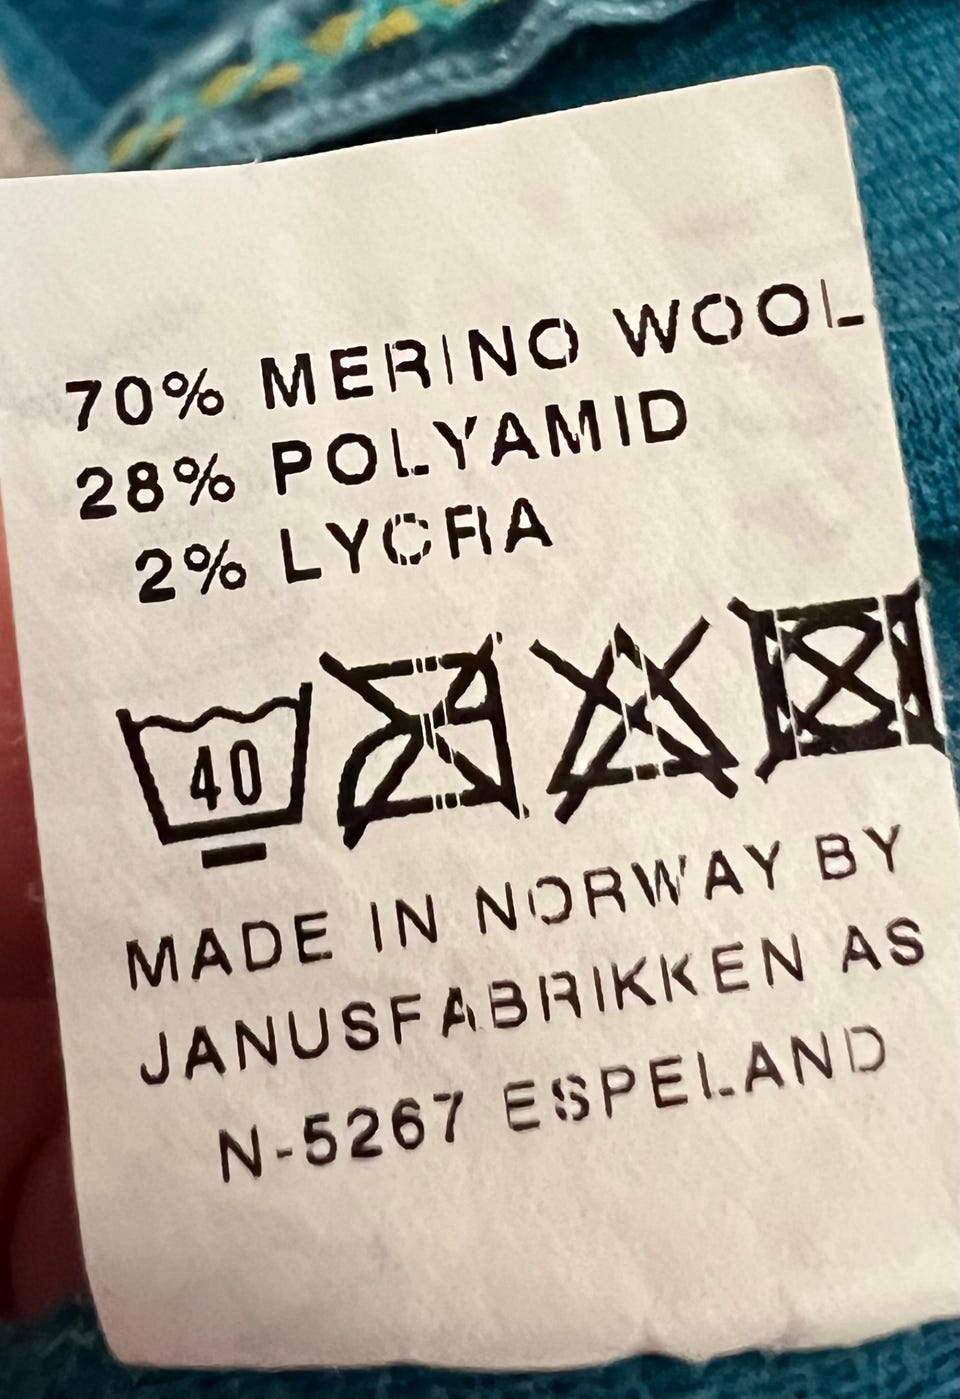 70% MERINO WOOL
28% POLYAMID
2% LYCRA
40
MADE IN NORWAY BY
JANUSFABRIKKEN AS
N-5267 ESPELAND